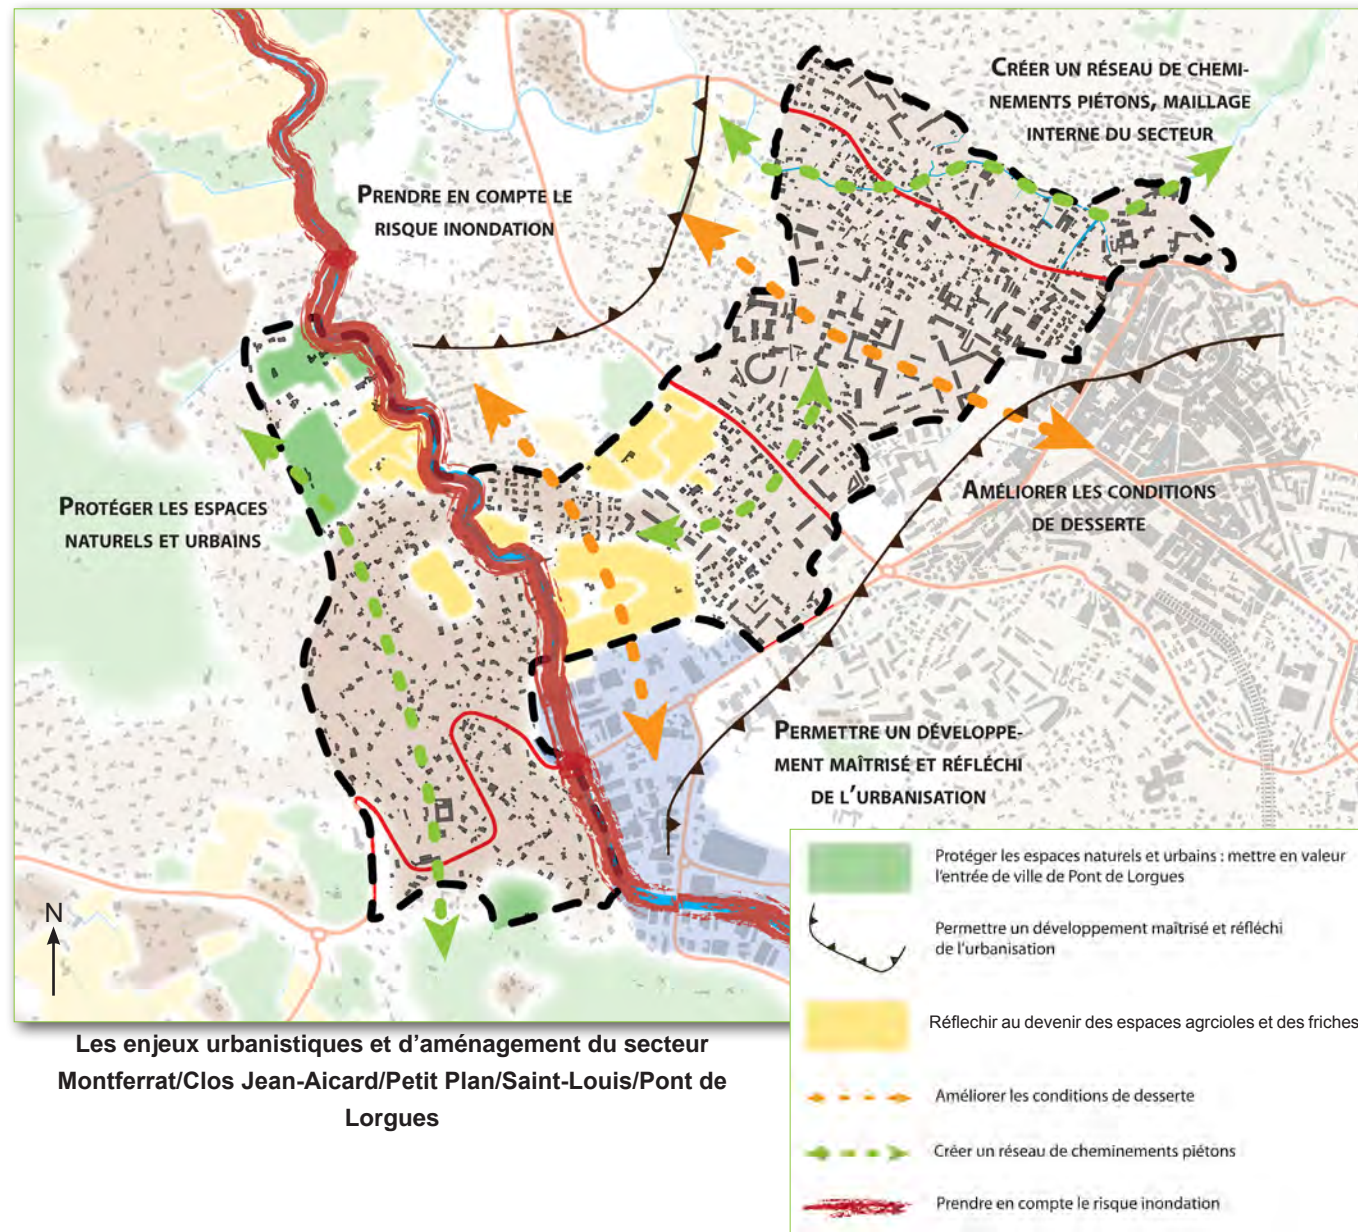 CRÉER UN RÉSEAU DE CHEMI-
NEMENTS PIÉTONS, MAILLAGE
INTERNE DU SECTEUR
PRENDRE EN COMPTE LE
RISQUE INONDATION
PROTÉGER LES ESPACES
NATURELS ET URBAINS
AMÉLIORER LES CONDITIONS
DE DESSERTE
PERMETTRE UN DÉVELOPPE-
MENT MAÎTRISÉ ET RÉFLÉCHI
DE L'URBANISATION
N
Les enjeux urbanistiques et d'aménagement du secteur
Montferrat/Clos Jean-Aicard/Petit Plan/Saint-Louis/Pont de
Lorgues
Protéger les espaces naturels et urbains : mettre en valeur
l'entrée de ville de Pont de Lorgues
Permettre un développement maîtrisé et réfléchi
de l'urbanisation
Réflechir au devenir des espaces agrcioles et des friches
Améliorer les conditions de desserte
Créer un réseau de cheminements piétons
Prendre en compte le risque inondation